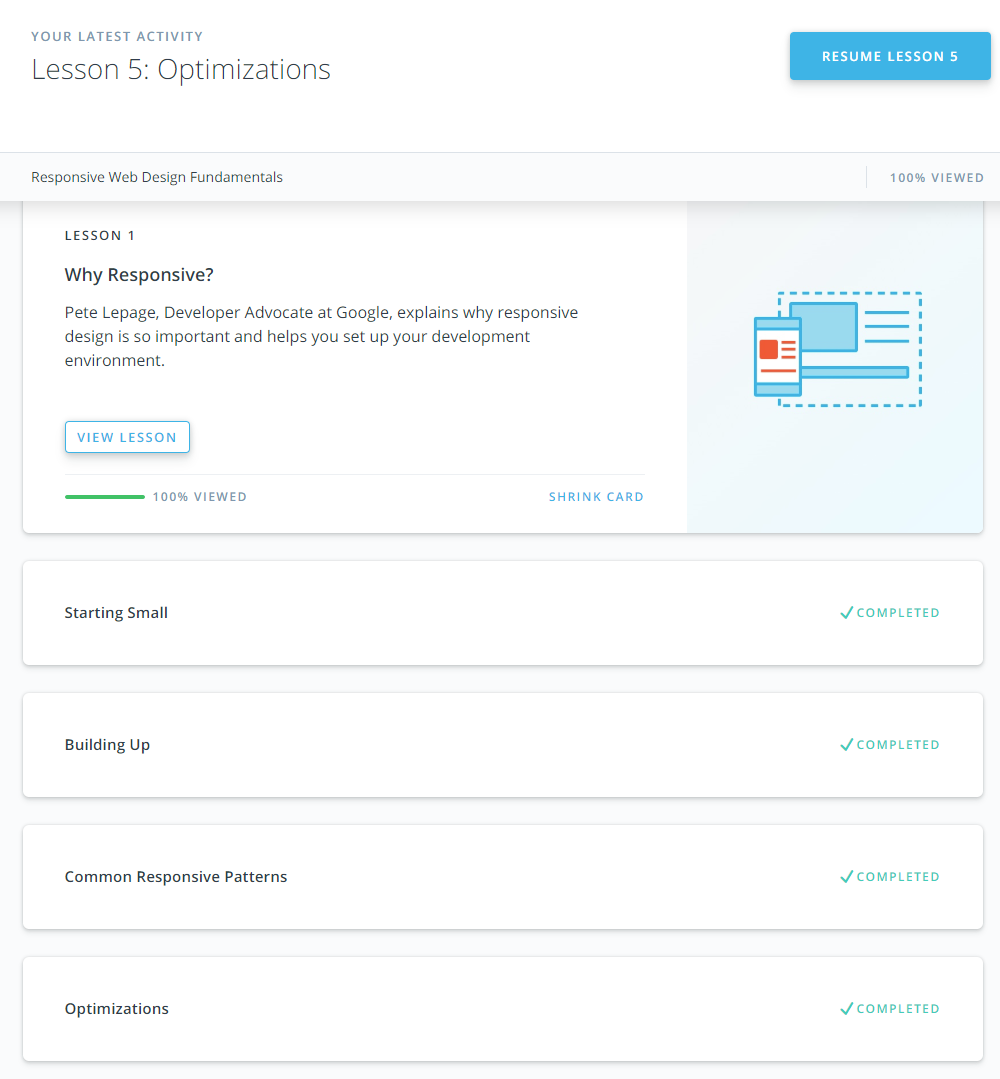 YOUR LATEST ACTIVITY
Lesson 5: Optimizations
RESUME LESSON 5
Responsive Web Design Fundamentals
100% VIEWED
LESSON 1
Why Responsive?
Pete Lepage, Developer Advocate at Google, explains why responsive
design is so important and helps you set up your development
environment.
VIEW LESSON
100% VIEWED
SHRINK CARD
Starting Small
COMPLETED
Building Up
COMPLETED
Common Responsive Patterns
COMPLETED
Optimizations
COMPLETED